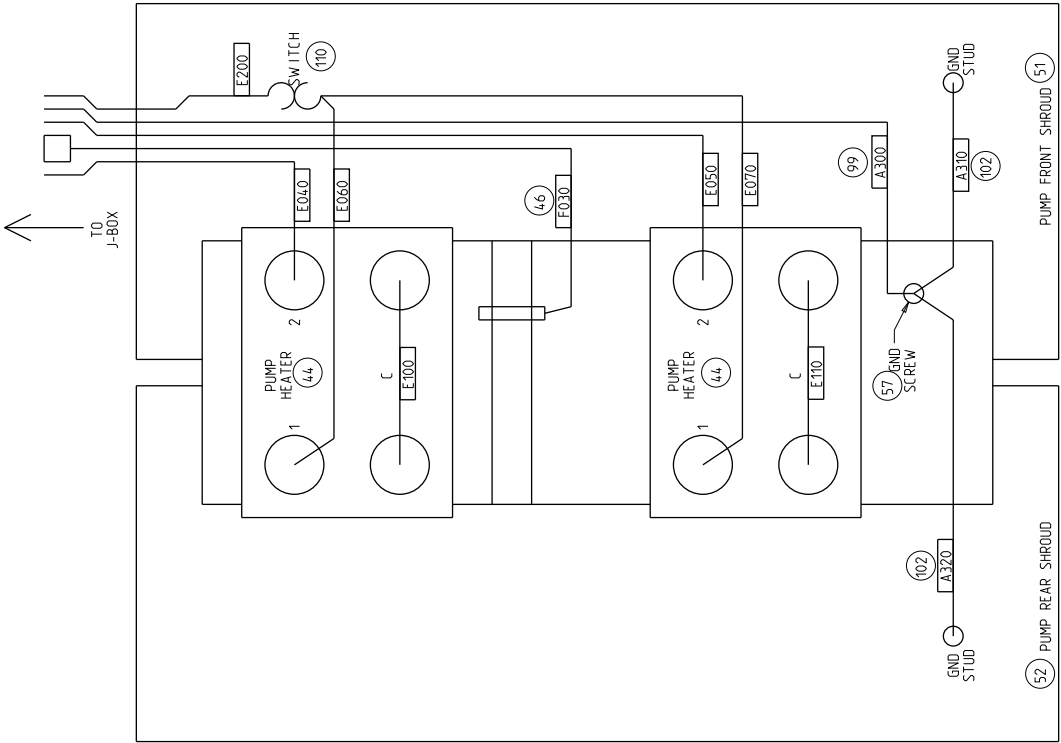 E200
SWITCH
110
TO
J-BOX
E040
E060
46
F030
E050
E070
99
A300
A310
102
GND
STUD
PUMP FRONT SHROUD 51
2
PUMP
HEATER
44
C
E100
1
2
PUMP
HEATER
44
C
E110
1
57 GND
SCREW
102
A320
GND
STUD
52 PUMP REAR SHROUD